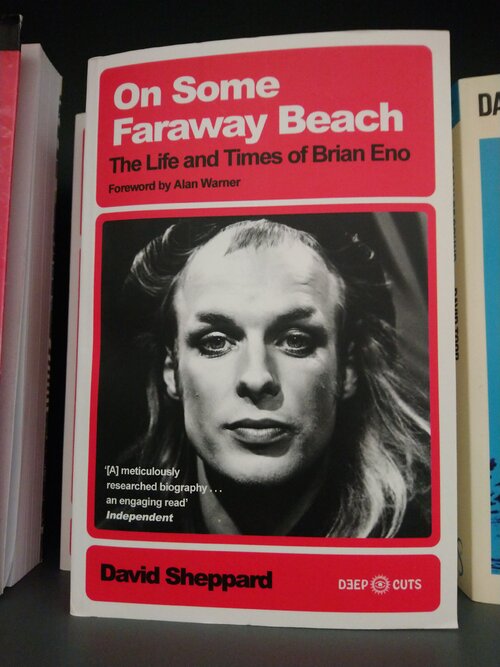 On Some
Faraway Beach
The Life and Times of Brian Eno
Foreword by Alan Warner
'[A] meticulously
researched biography . . .
an engaging read'
Independent
David Sheppard
DEEP CUTS
DA